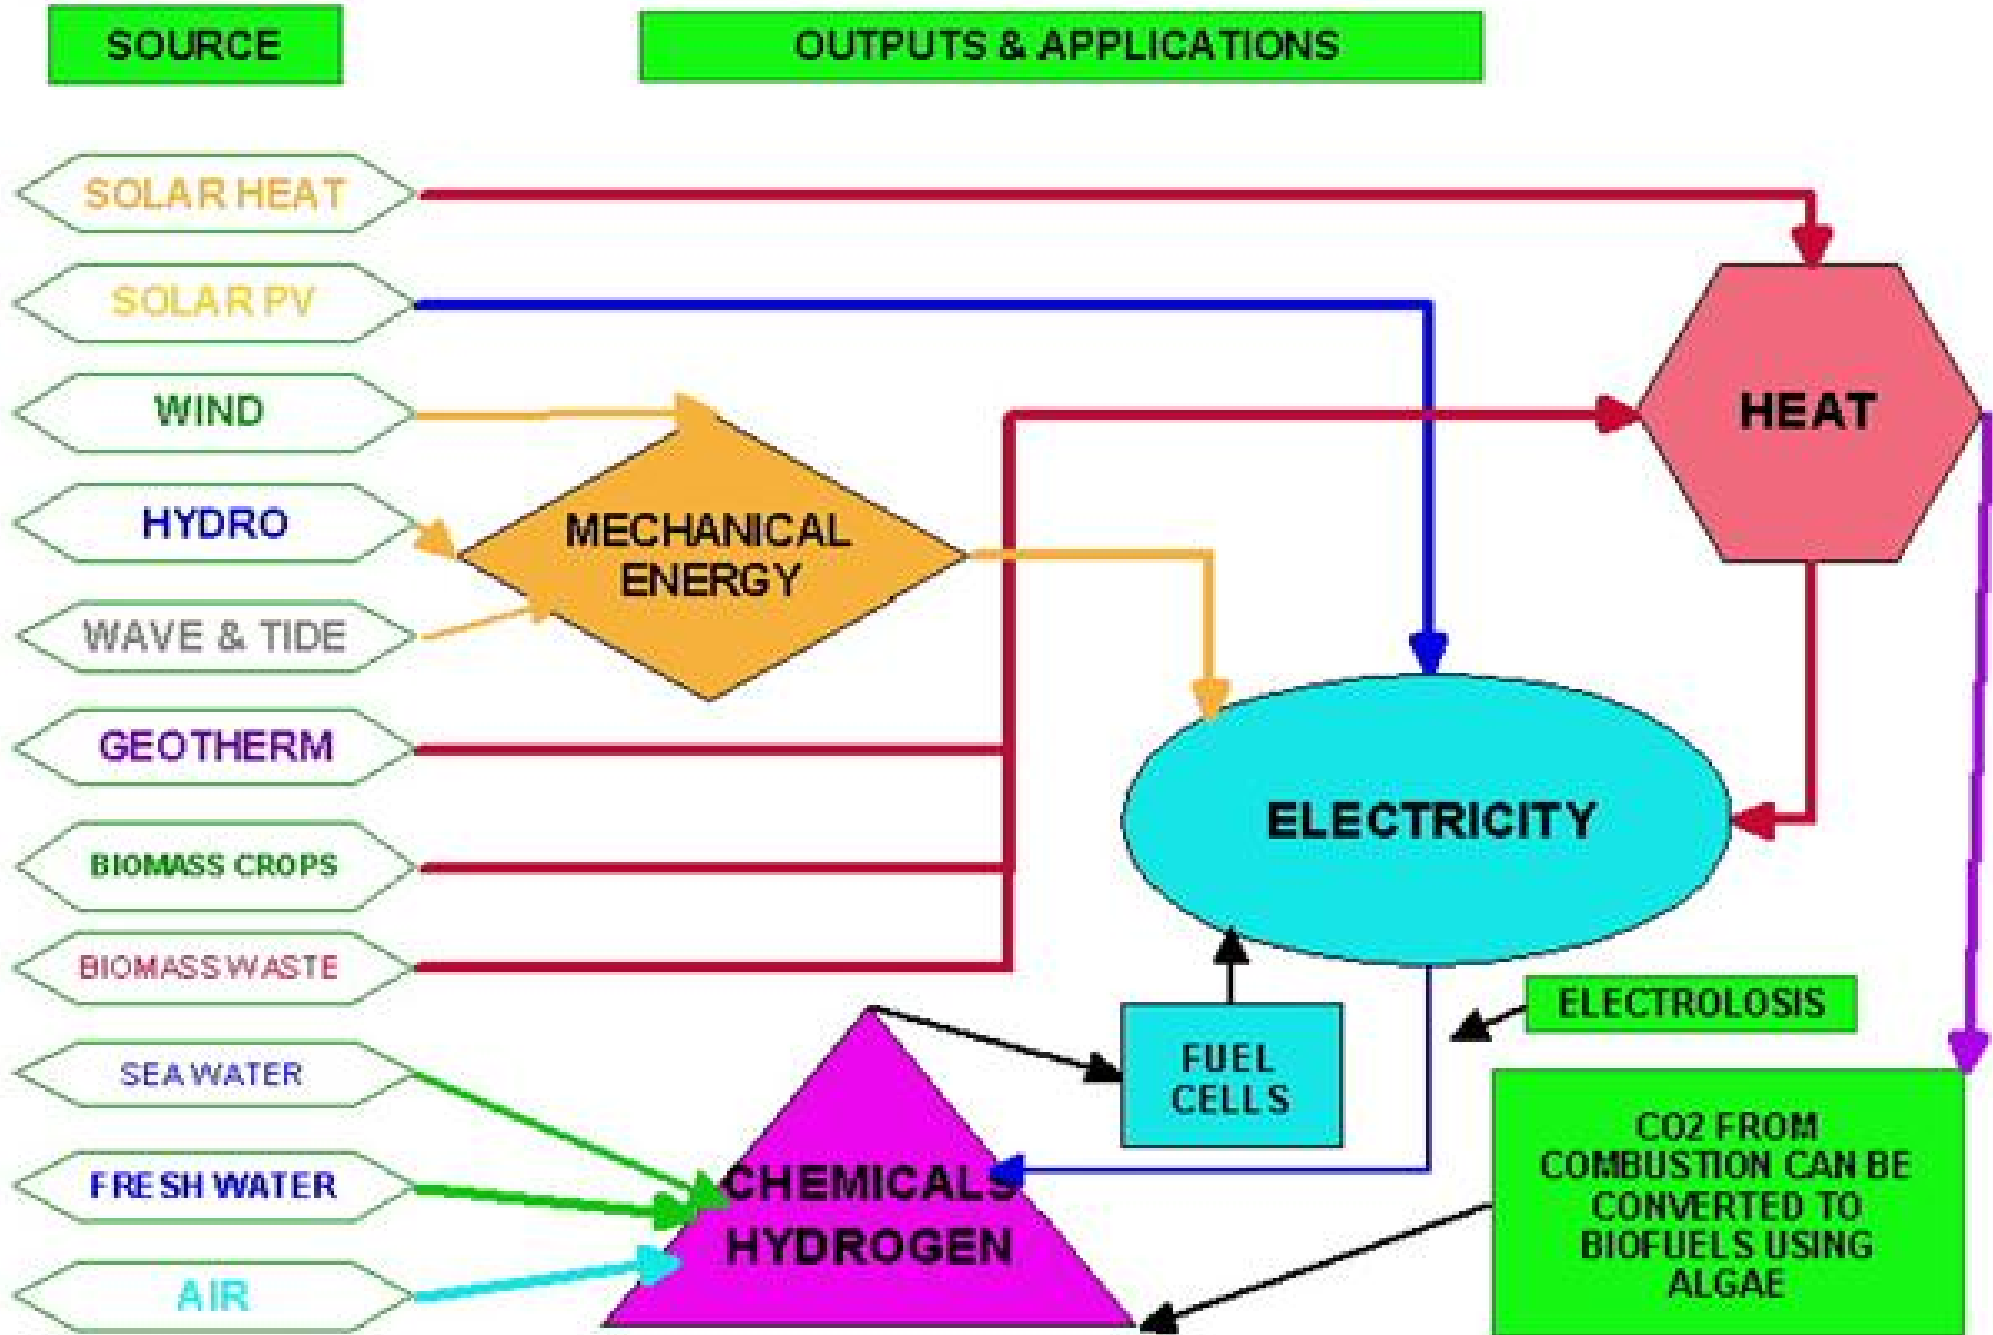 SOURCE
OUTPUTS & APPLICATIONS
SOLAR HEAT
SOLAR PV
WIND
HEAT
HYDRO
MECHANICAL
ENERGY
WAVE & TIDE
GEOTHERM
ELECTRICITY
BIOMASS CROPS
BIOMASS WASTE
ELECTROLOSIS
SEA WATER
FUEL
CELLS
FRESH WATER
CHEMICALS
HYDROGEN
AIR
CO2 FROM
COMBUSTION CAN BE
CONVERTED TO
BIOFUELS USING
ALGAE